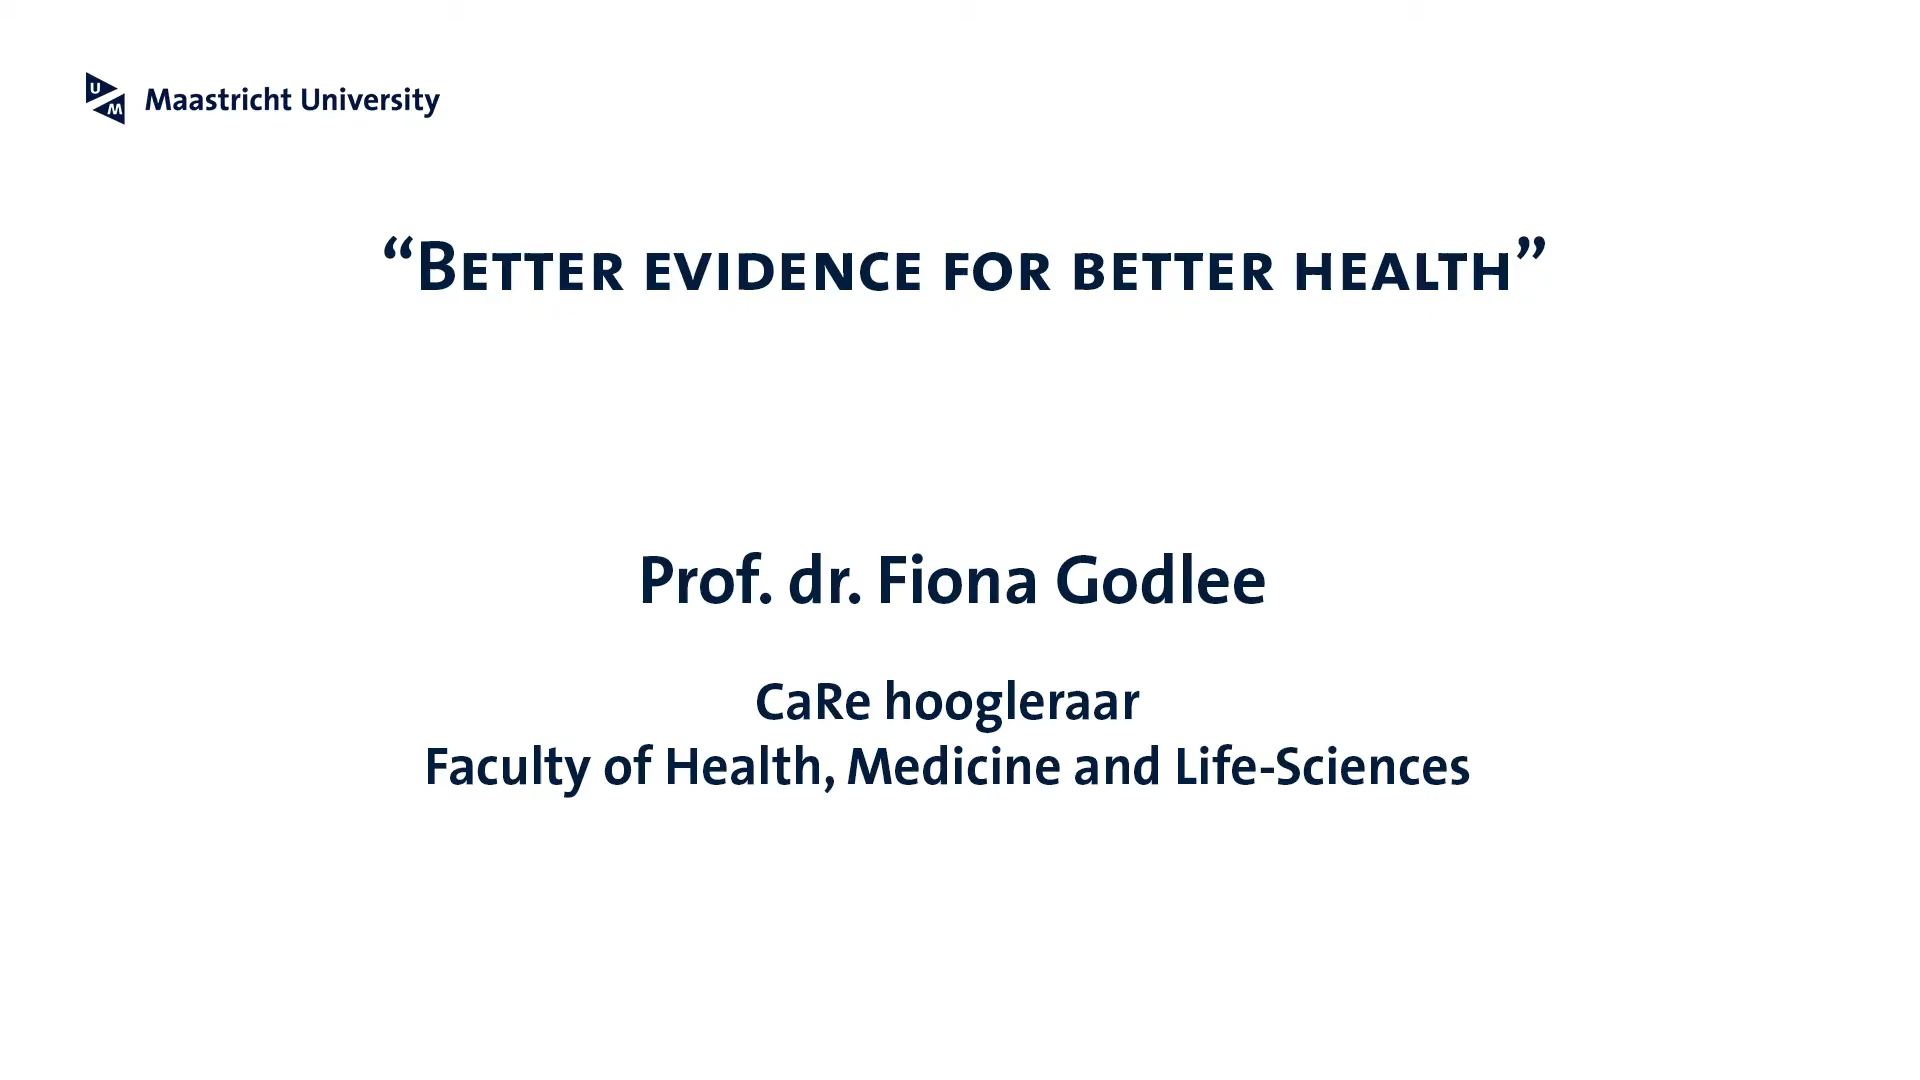 UM
Maastricht University
“BETTER EVIDENCE FOR BETTER HEALTH”
Prof. dr. Fiona Godlee
CaRe hoogleraar
Faculty of Health, Medicine and Life-Sciences